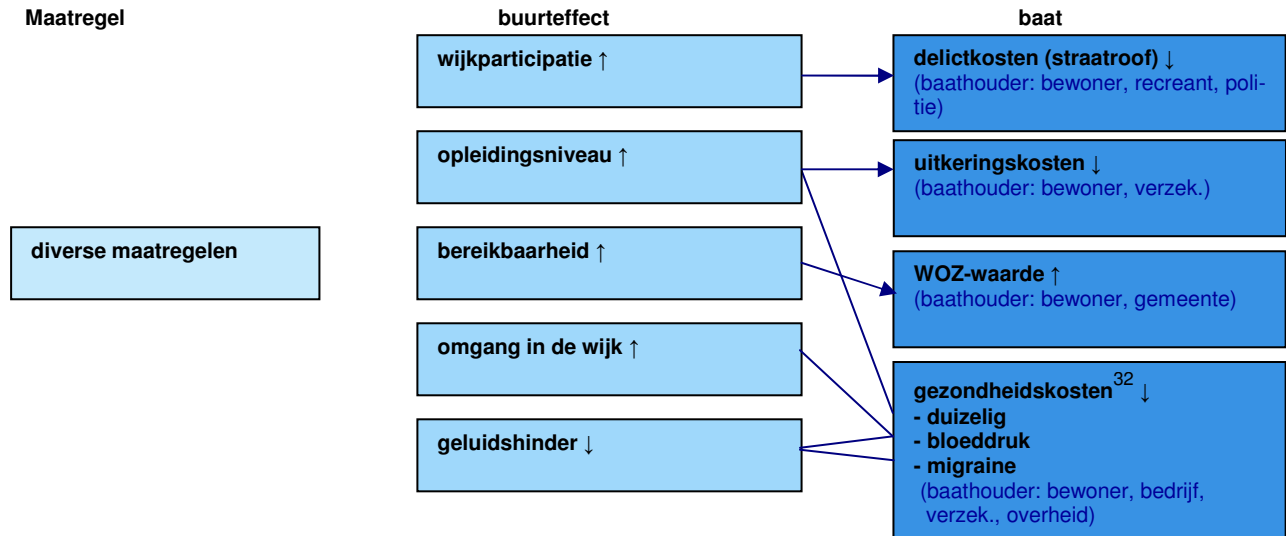 Maatregel
buurteffect
baat
diverse maatregelen
wijkparticipatie ↑
opleidingsniveau ↑
bereikbaarheid ↑
omgang in de wijk ↑
geluidshinder ↓
delictkosten (straatroof) ↓
(baathouder: bewoner, recreant, poli-
tie)
uitkeringskosten ↓
(baathouder: bewoner, verzek.)
WOZ-waarde ↑
(baathouder: bewoner, gemeente)
gezondheidskosten32 ↓
- duizelig
- bloeddruk
- migraine
(baathouder: bewoner, bedrijf,
verzek., overheid)